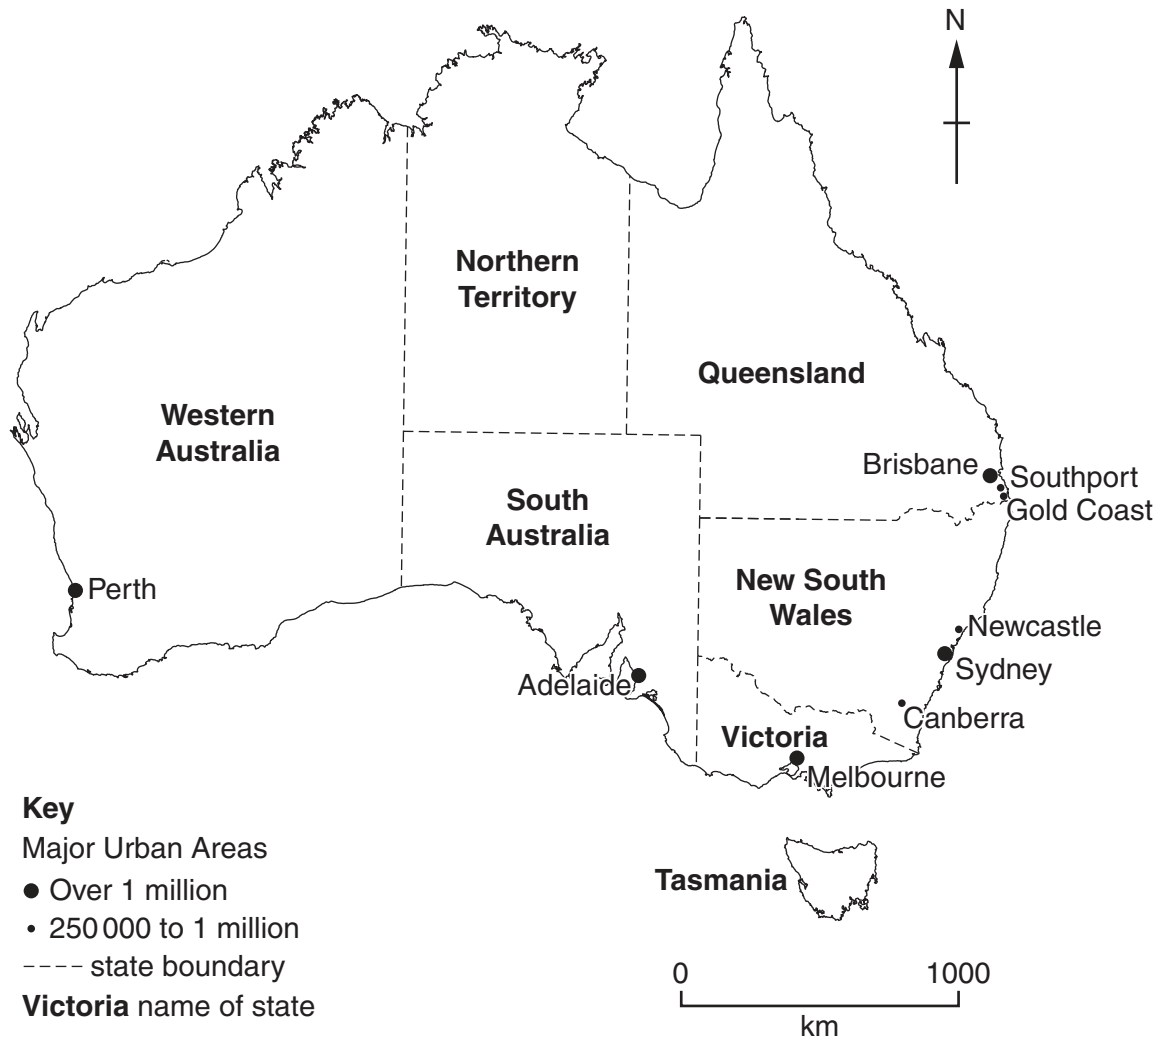 N
Northern
Territory
Queensland
Western
Australia
Brisbane
Southport
Gold Coast
South
Australia
New South
Wales
Perth
Newcastle
Sydney
Adelaide
Canberra
Victoria
Melbourne
Key
Major Urban Areas
Over 1 million
250 000 to 1 million
state boundary
Victoria name of state
Tasmania
0 1000
km